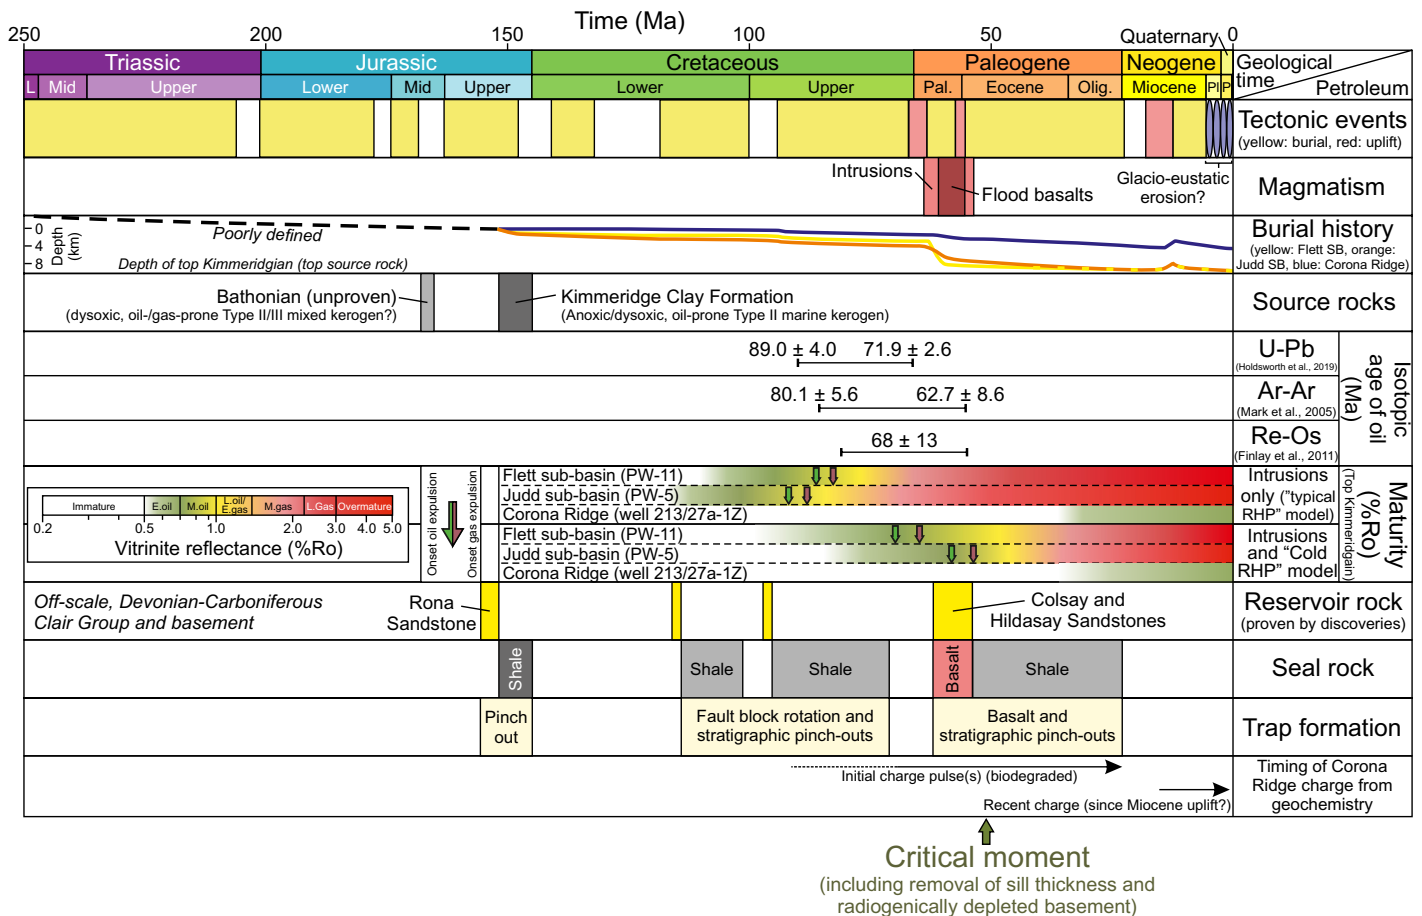 Time (Ma)
250
200
150
100
50
0
Quaternary
Triassic
Jurassic
Cretaceous
Paleogene
Neogene
Geological
time
Petroleum
L
Mid
Upper
Lower
Mid
Upper
Lower
Upper
Pal.
Eocene
Olig.
Miocene
Pl
P
Tectonic events
(yellow: burial, red: uplift)
Intrusions
Flood basalts
Glacio-eustatic
erosion?
Magmatism
0
4
8
Depth
(km)
Poorly defined
Depth of top Kimmeridgian (top source rock)
Burial history
(yellow: Flett SB, orange:
Judd SB, blue: Corona Ridge)
Bathonian (unproven)
(dysoxic, oil-/gas-prone Type II/III mixed kerogen?)
Kimmeridge Clay Formation
(Anoxic/dysoxic, oil-prone Type II marine kerogen)
Source rocks
89.0 ± 4.0
71.9 ± 2.6
U-Pb
(Holdsworth et al., 2019)
80.1 ± 5.6
62.7 ± 8.6
Ar-Ar
(Mark et al., 2005)
68 ± 13
Re-Os
(Finlay et al., 2011)
Isotopic
age of oil
(Ma)
Immature
E.oil
M.oil
L.oil/
E.gas
M.gas
L.Gas
Overmature
0.2
0.5
1.0
2.0
3.0
4.0
5.0
Vitrinite reflectance (%Ro)
Onset oil expulsion
Onset gas expulsion
Flett sub-basin (PW-11)
Judd sub-basin (PW-5)
Corona Ridge (well 213/27a-1Z)
Intrusions
only ("typical
RHP" model)
Flett sub-basin (PW-11)
Judd sub-basin (PW-5)
Corona Ridge (well 213/27a-1Z)
Intrusions
and “Cold
RHP” model
(Top Kimmeridgain)
Maturity
(%Ro)
Off-scale, Devonian-Carboniferous
Clair Group and basement
Rona
Sandstone
Colsay and
Hildasay Sandstones
Reservoir rock
(proven by discoveries)
Shale
Shale
Shale
Basalt
Shale
Seal rock
Pinch
out
Fault block rotation and
stratigraphic pinch-outs
Basalt and
stratigraphic pinch-outs
Trap formation
Initial charge pulse(s) (biodegraded)
Recent charge (since Miocene uplift?)
Timing of Corona
Ridge charge from
geochemistry
Critical moment
(including removal of sill thickness and
radiogenically depleted basement)